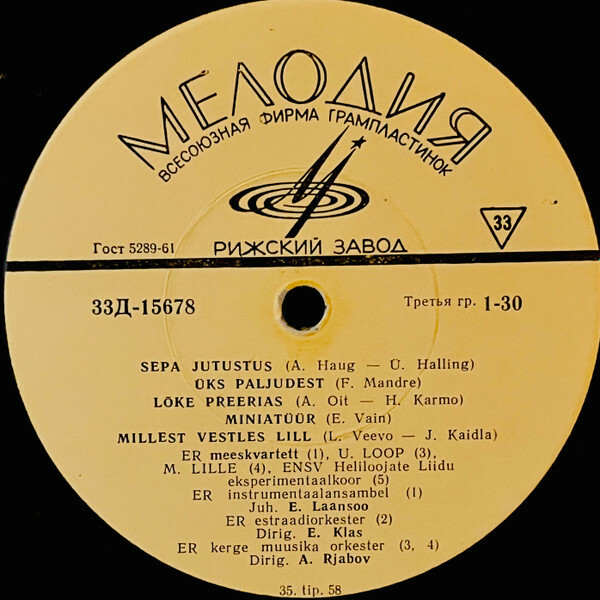 МЕЛОДИЯ
ВСЕСОЮЗНАЯ ФИРМА ГРАМПЛАСТИНОК
Гост 5289-61
РИЖСКИЙ ЗАВОД
33
33Д-15678
Третья гр. 1-30
SEPA JUTUSTUS (A. Haug — Ü. Halling)
ÜKS PALJUDEST (F. Mandre)
LÕKE PREERIAS (A. Oit — H. Karmo)
MINIATÜÜR (E. Vain)
MILLEST VESTLES LILL (L. Veevo — J. Kaidla)
ER meeskvartett (1), U. LOOP (3),
M. LILLE (4), ENSV Heliloojate Liidu
eksperimentaalkoor (5)
ER instrumentaalansambel (1)
Juh. E. Laansoo
ER estraadiorkester (2)
Dirig. E. Klas
ER kerge muusika orkester (3, 4)
Dirig. A. Rjabov
35. tip. 58